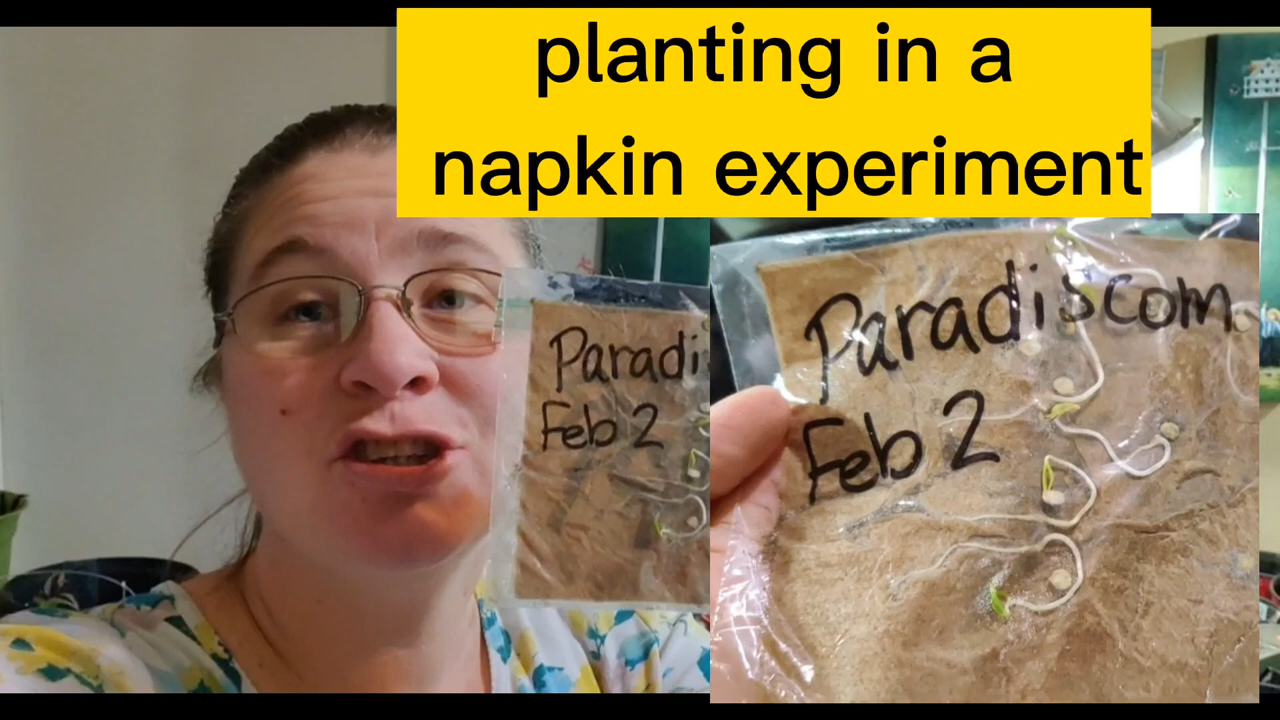 planting in a
napkin experiment
Paradi
Feb 2
Paradiscom
Feb 2